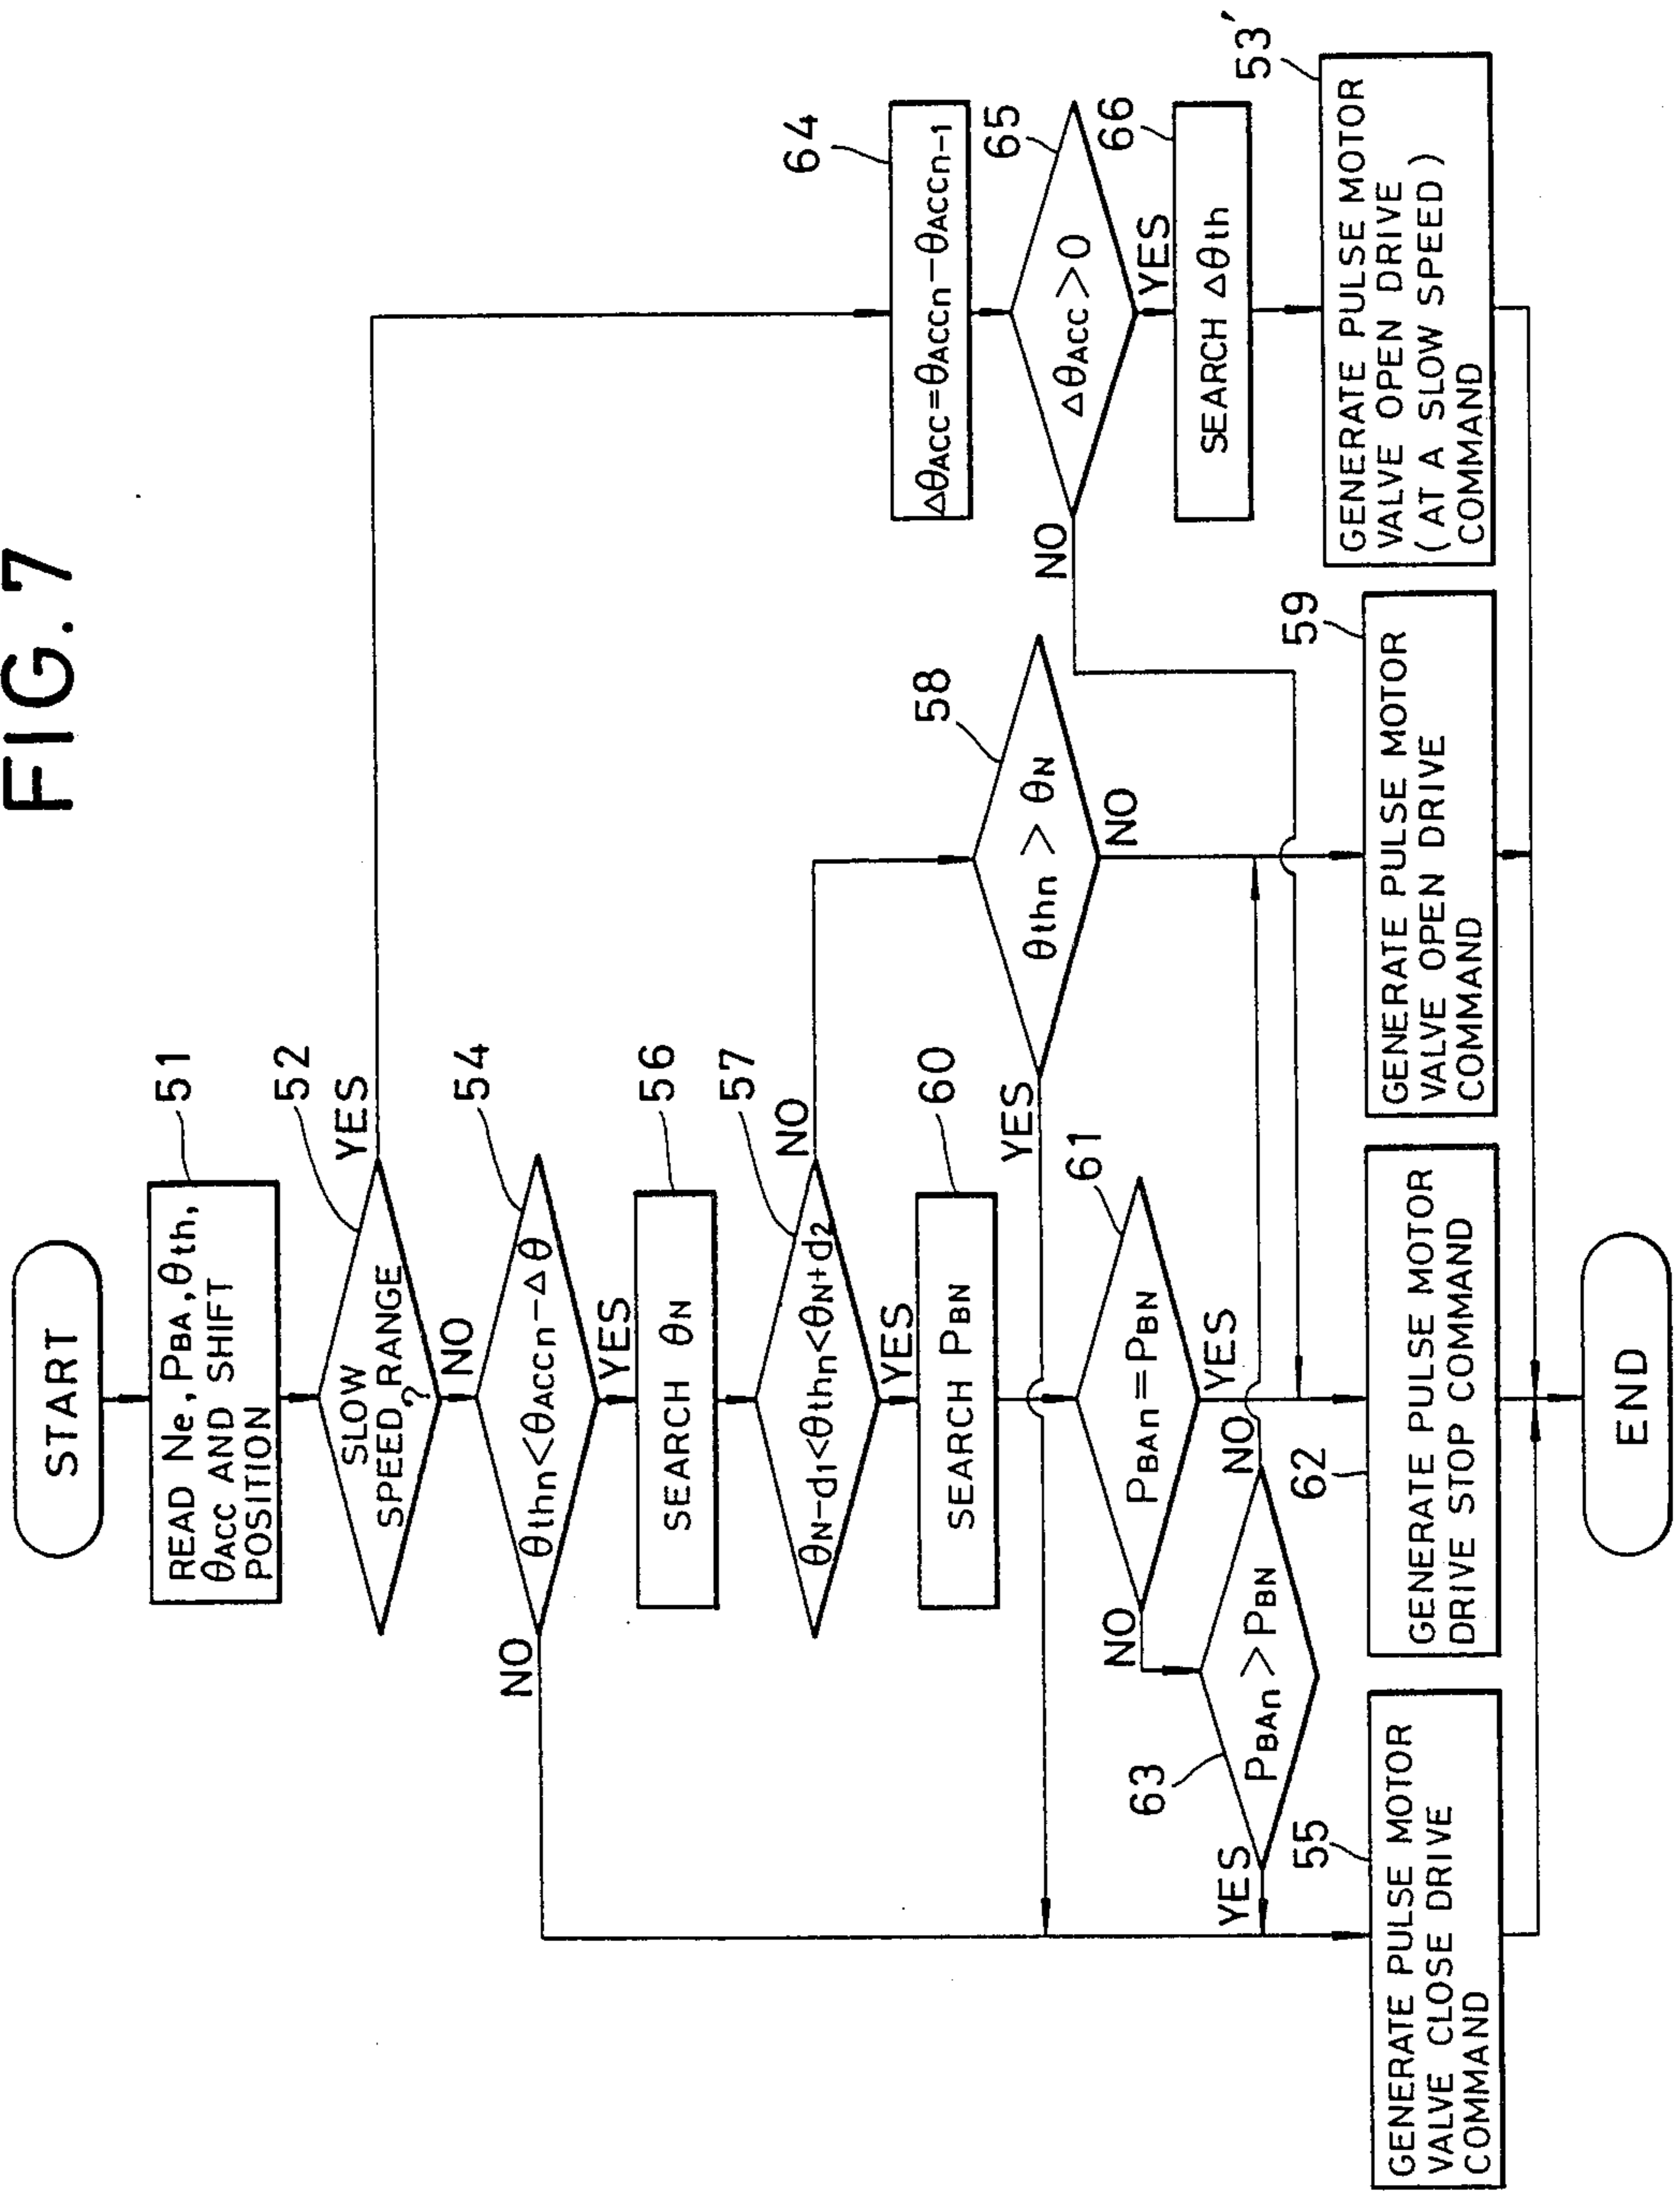 FIG. 7
START
READ Ne, PBA, θth,
θACC AND SHIFT
POSITION
51
SLOW
SPEED RANGE
?
52
YES
NO
θthn<θACCn-Δθ
54
NO
YES
SEARCH θN
56
θN-d1<θthn<θN+d2
57
NO
YES
SEARCH PBN
60
PBAn=PBN
61
NO
YES
PBAn>PBN
63
YES
NO
θthn > θN
58
YES
NO
ΔθACC=θACCn-θACCn-1
64
ΔθACC>0
65
NO
YES
SEARCH Δθth
66
GENERATE PULSE MOTOR
VALVE CLOSE DRIVE
COMMAND
55
GENERATE PULSE MOTOR
DRIVE STOP COMMAND
62
GENERATE PULSE MOTOR
VALVE OPEN DRIVE
COMMAND
59
GENERATE PULSE MOTOR
VALVE OPEN DRIVE
(AT A SLOW SPEED)
COMMAND
53'
END